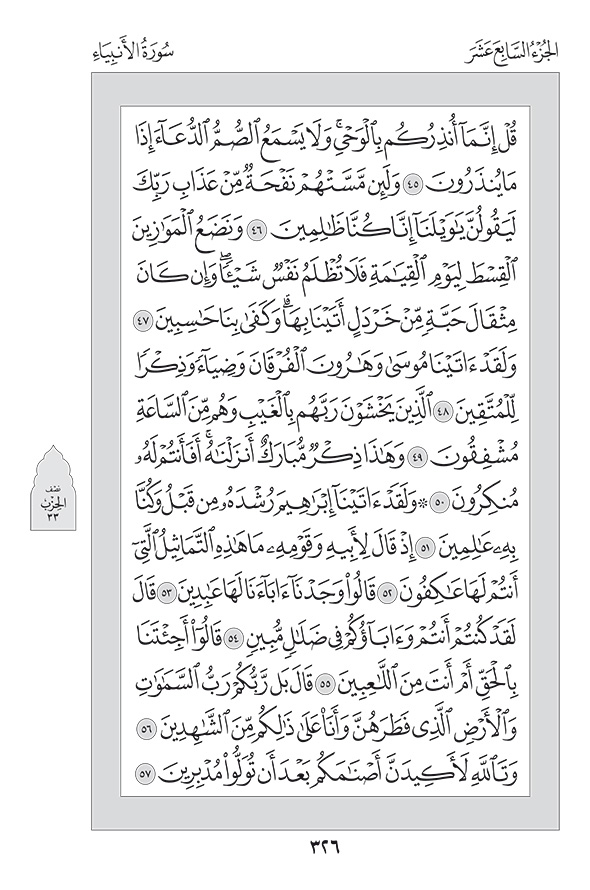 الجُزْءُ السَّابِعَ عَشَرَ
سُورَةُ الأَنبِيَاءِ
قُلْ إِنَّمَآ أُنذِرُكُم بِٱلْوَحْىِۚ وَلَا يَسْمَعُ ٱلصُّمُّ ٱلدُّعَآءَ إِذَا
مَا يُنذَرُونَ ٤٥ وَلَئِن مَّسَّتْهُمْ نَفْحَةٌ مِّنْ عَذَابِ رَبِّكَ
لَيَقُولُنَّ يَٰوَيْلَنَآ إِنَّا كُنَّا ظَٰلِمِينَ ٤٦ وَنَضَعُ ٱلْمَوَٰزِينَ
ٱلْقِسْطَ لِيَوْمِ ٱلْقِيَٰمَةِ فَلَا تُظْلَمُ نَفْسٌ شَيْـًٔاۖ وَإِن كَانَ
مِثْقَالَ حَبَّةٍ مِّنْ خَرْدَلٍ أَتَيْنَا بِهَاۗ وَكَفَىٰ بِنَا حَٰسِبِينَ ٤٧
وَلَقَدْ ءَاتَيْنَا مُوسَىٰ وَهَٰرُونَ ٱلْفُرْقَانَ وَضِيَآءً وَذِكْرًا
لِّلْمُتَّقِينَ ٤٨ ٱلَّذِينَ يَخْشَوْنَ رَبَّهُم بِٱلْغَيْبِ وَهُم مِّنَ ٱلسَّاعَةِ
مُشْفِقُونَ ٤٩ وَهَٰذَا ذِكْرٌ مُّبَارَكٌ أَنزَلْنَٰهُۚ أَفَأَنتُمْ لَهُۥ
مُنكِرُونَ ٥٠ ۞ وَلَقَدْ ءَاتَيْنَآ إِبْرَٰهِيمَ رُشْدَهُۥ مِن قَبْلُ وَكُنَّا
بِهِۦ عَٰلِمِينَ ٥١ إِذْ قَالَ لِأَبِيهِ وَقَوْمِهِۦ مَا هَٰذِهِ ٱلتَّمَاثِيلُ ٱلَّتِىٓ
أَنتُمْ لَهَا عَٰكِفُونَ ٥٢ قَالُوا۟ وَجَدْنَآ ءَابَآءَنَا لَهَا عَٰبِدِينَ ٥٣ قَالَ
لَقَدْ كُنتُمْ أَنتُمْ وَءَابَآؤُكُمْ فِى ضَلَٰلٍ مُّبِينٍ ٥٤ قَالُوٓا۟ أَجِئْتَنَا
بِٱلْحَقِّ أَمْ أَنتَ مِنَ ٱللَّٰعِبِينَ ٥٥ قَالَ بَل رَّبُّكُمْ رَبُّ ٱلسَّمَٰوَٰتِ
وَٱلْأَرْضِ ٱلَّذِى فَطَرَهُنَّ وَأَنَا۠ عَلَىٰ ذَٰلِكُم مِّنَ ٱلشَّٰهِدِينَ ٥٦
وَتَٱللَّهِ لَأَكِيدَنَّ أَصْنَٰمَكُم بَعْدَ أَن تُوَلُّوا۟ مُدْبِرِينَ ٥٧
نصف
الحزب
٣٣
٣٢٦